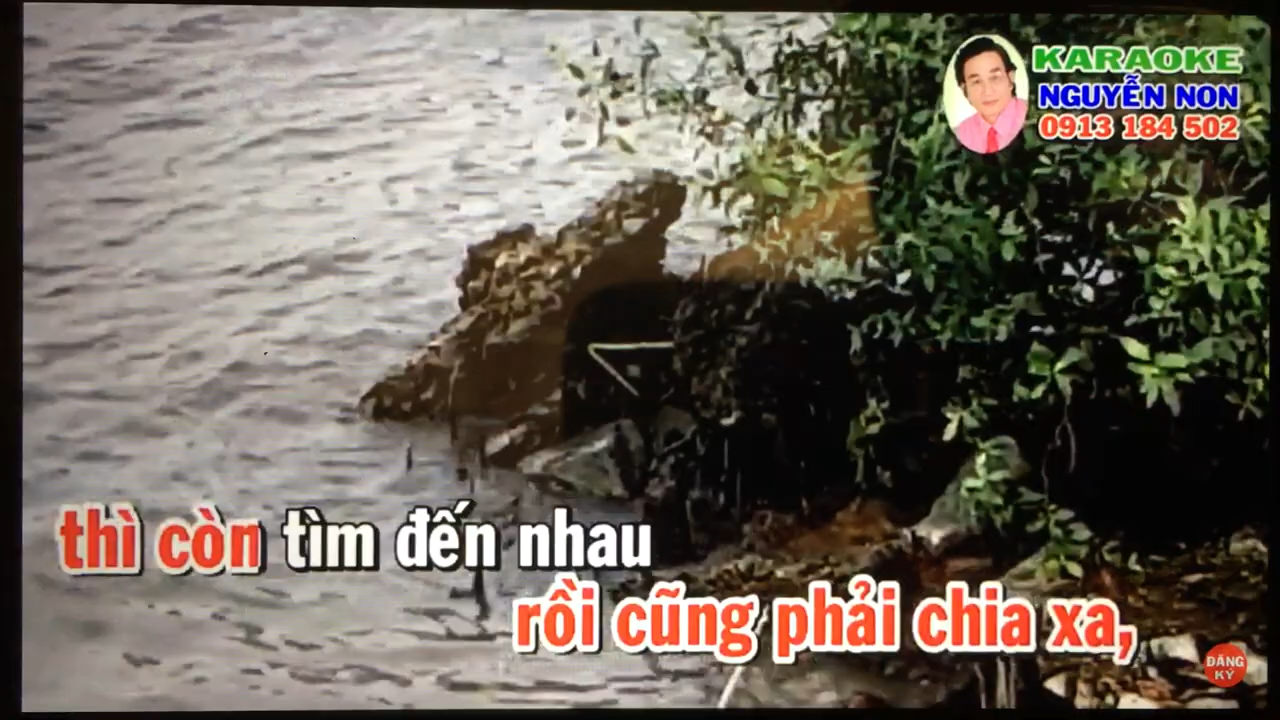 KARAOKE
NGUYỄN NON
0913 184 502
thì còn tìm đến nhau
rồi cũng phải chia xa,
ĐĂNG
KÝ